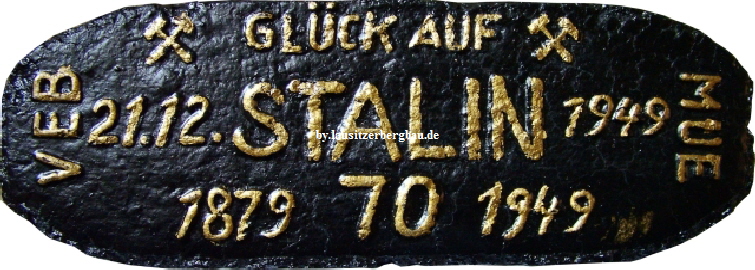 GLÜCK AUF
VEB
21.12. STALIN 1949
MUE
by.lausitzerbergbau.de
1879 70 1949